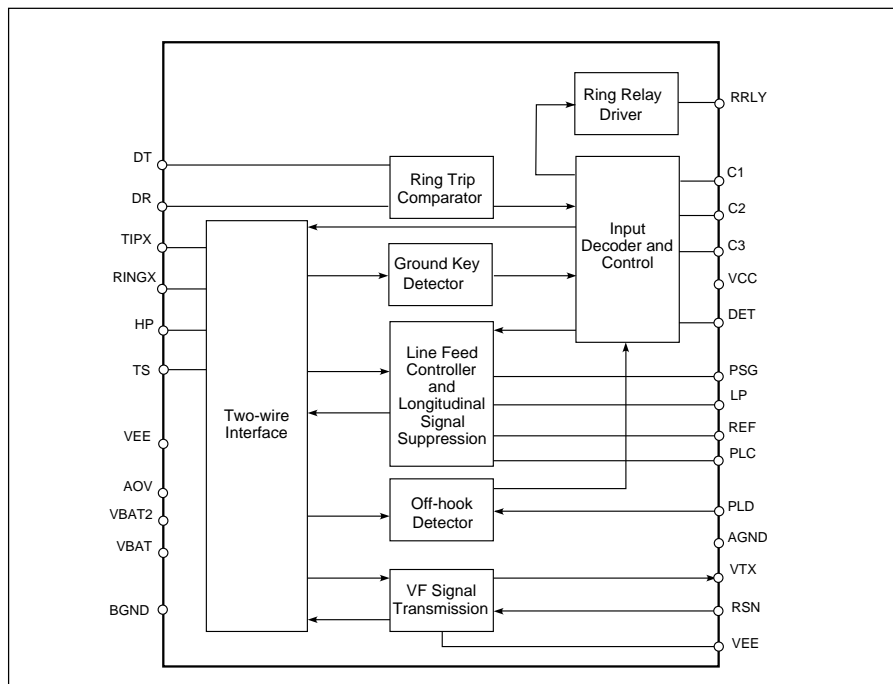 Ring Relay
Driver
RRLY
DT
Ring Trip
Comparator
DR
C1
C2
C3
Input
Decoder and
Control
VCC
DET
TIPX
RINGX
HP
TS
Ground Key
Detector
Two-wire
Interface
Line Feed
Controller
and
Longitudinal
Signal
Suppression
PSG
LP
REF
PLC
VEE
AOV
VBAT2
VBAT
BGND
Off-hook
Detector
PLD
AGND
VF Signal
Transmission
VTX
RSN
VEE